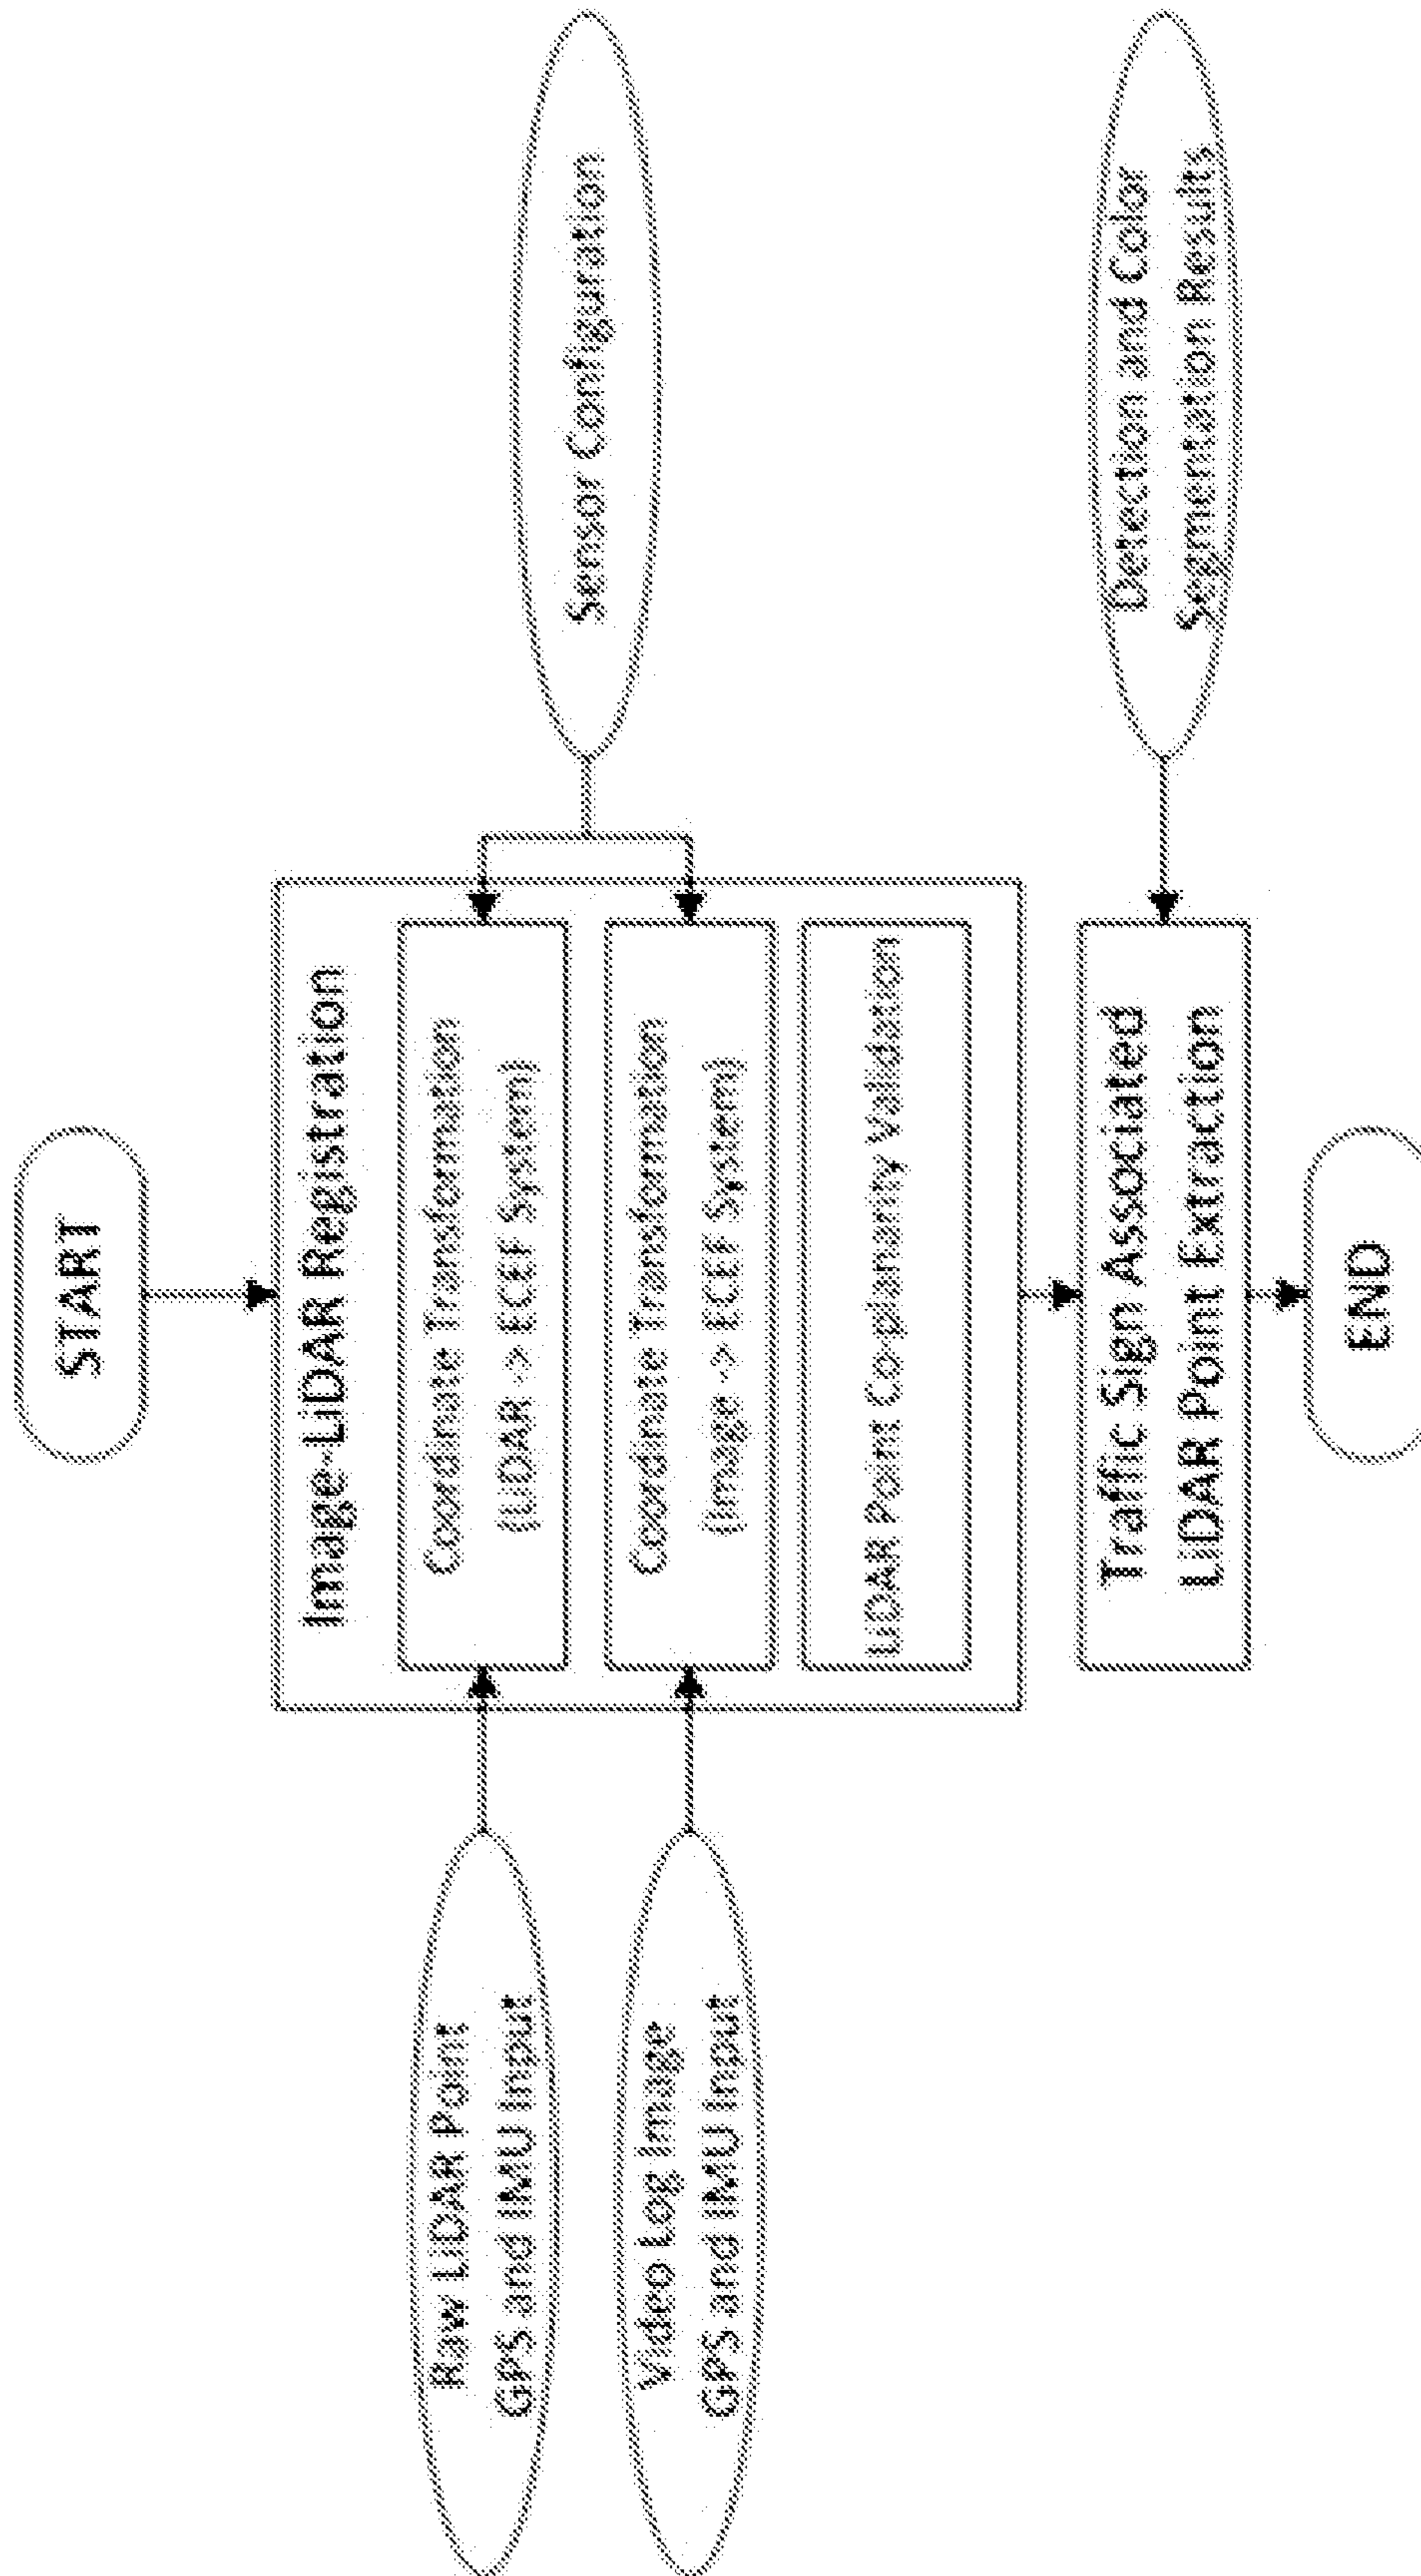 START
Image-LiDAR Registration
Raw LiDAR Point
GPS and IMU Input
Coordinate Transformation
(LiDAR -> ECEF System)
Sensor Configuration
Video Log Image
GPS and IMU Input
Coordinate Transformation
(Image -> ECEF System)
LiDAR Point Co-planarity Validation
Traffic Sign Associated
LiDAR Point Extraction
Detection and Color
Segmentation Results
END